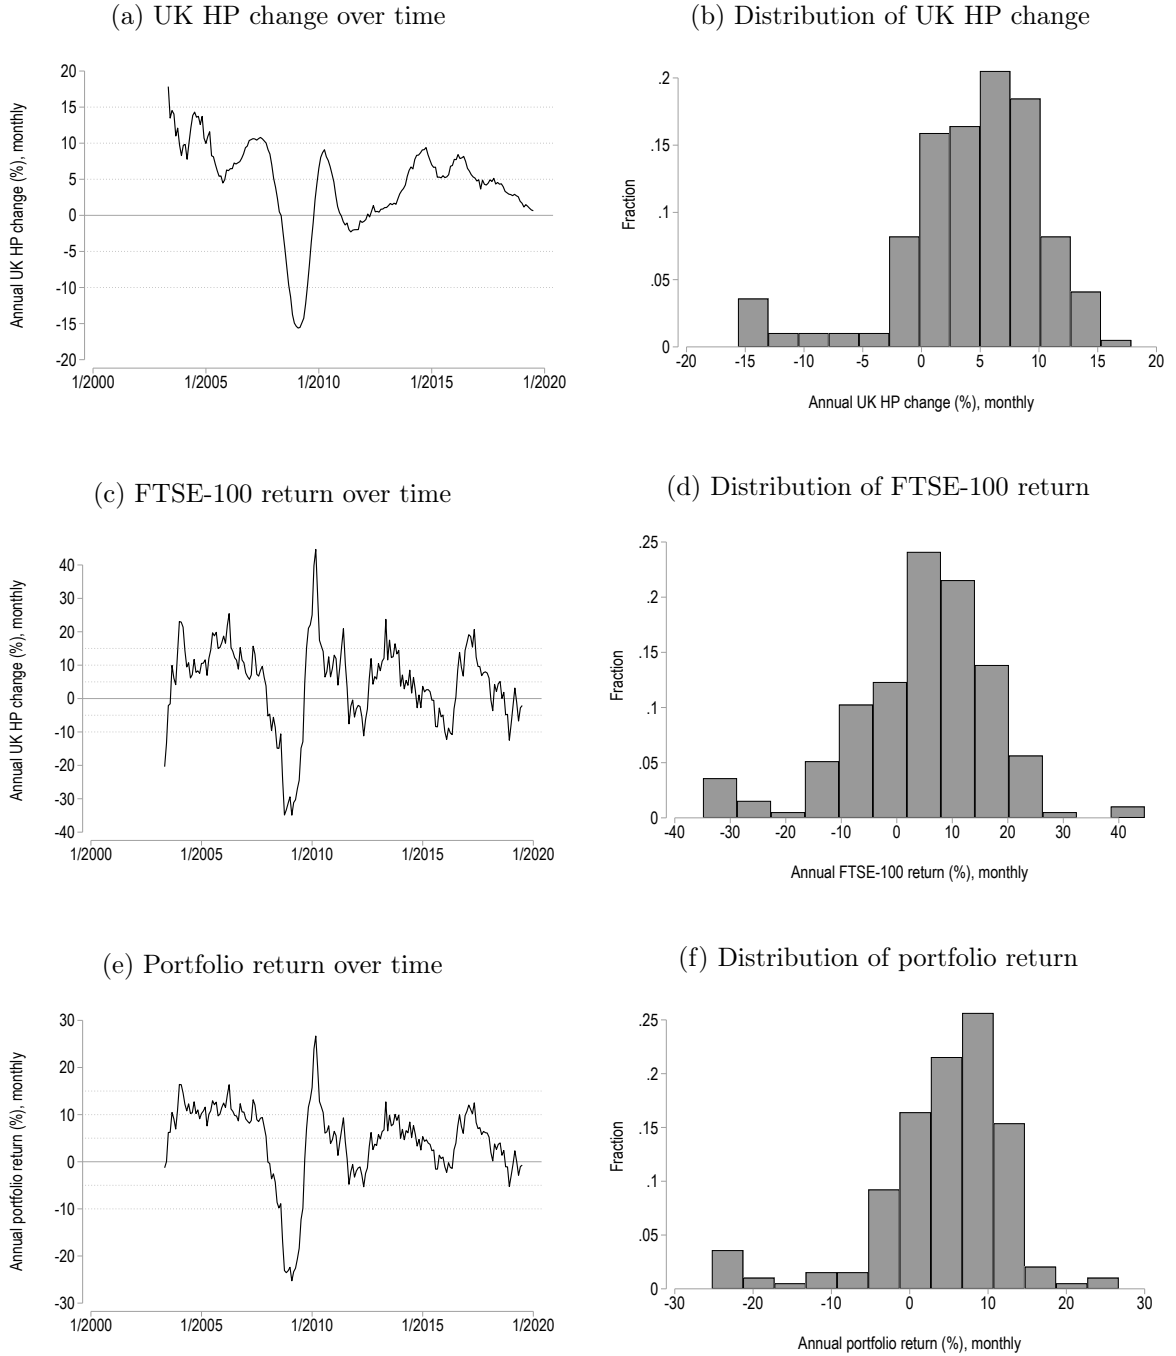 (a) UK HP change over time
Annual UK HP change (%), monthly
20
15
10
5
0
-5
-10
-15
-20
1/2000 1/2005 1/2010 1/2015 1/2020
(b) Distribution of UK HP change
Fraction
.2
.15
.1
.05
0
-20 -15 -10 -5 0 5 10 15 20
Annual UK HP change (%), monthly
(c) FTSE-100 return over time
Annual UK HP change (%), monthly
40
30
20
10
0
-10
-20
-30
-40
1/2000 1/2005 1/2010 1/2015 1/2020
(d) Distribution of FTSE-100 return
Fraction
.25
.2
.15
.1
.05
0
-40 -30 -20 -10 0 10 20 30 40
Annual FTSE-100 return (%), monthly
(e) Portfolio return over time
Annual portfolio return (%), monthly
30
20
10
0
-10
-20
-30
1/2000 1/2005 1/2010 1/2015 1/2020
(f) Distribution of portfolio return
Fraction
.25
.2
.15
.1
.05
0
-30 -20 -10 0 10 20 30
Annual portfolio return (%), monthly